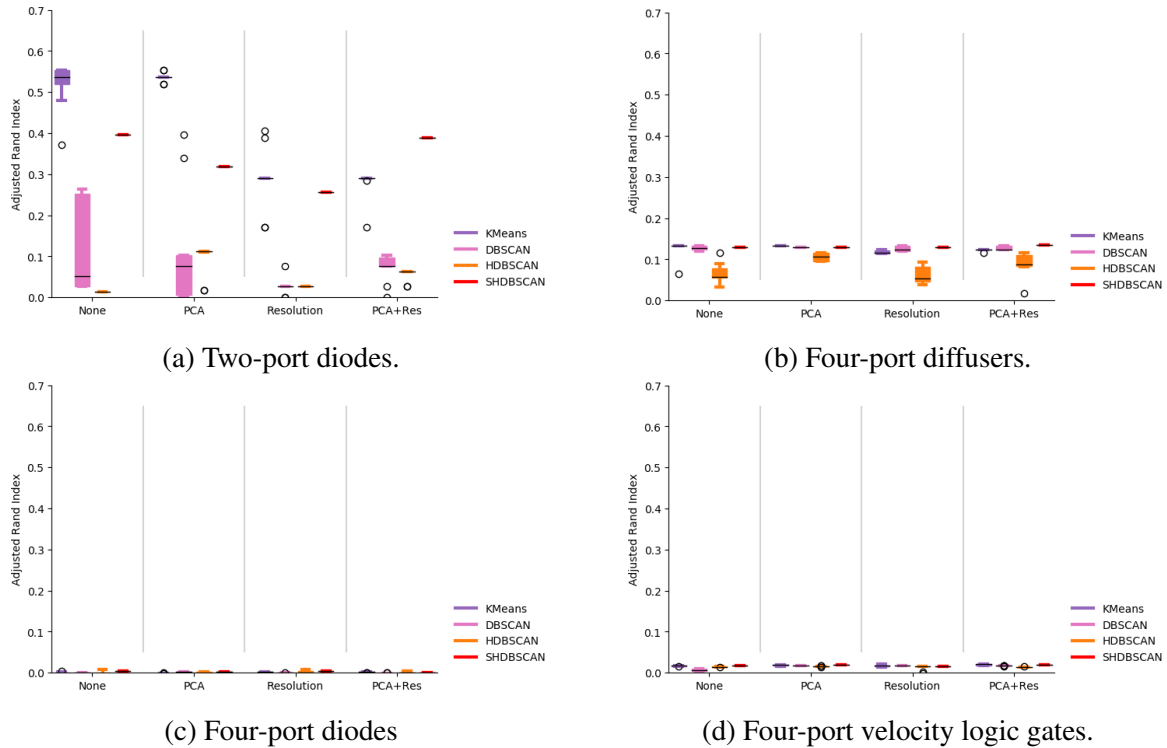 0.7
0.6
0.5
0.4
0.3
0.2
0.1
0.0
Adjusted Rand Index
None PCA Resolution PCA+Res
KMeans
DBSCAN
HDBSCAN
SHDBSCAN
(a) Two-port diodes.
0.7
0.6
0.5
0.4
0.3
0.2
0.1
0.0
Adjusted Rand Index
None PCA Resolution PCA+Res
KMeans
DBSCAN
HDBSCAN
SHDBSCAN
(b) Four-port diffusers.
0.7
0.6
0.5
0.4
0.3
0.2
0.1
0.0
Adjusted Rand Index
None PCA Resolution PCA+Res
KMeans
DBSCAN
HDBSCAN
SHDBSCAN
(c) Four-port diodes
0.7
0.6
0.5
0.4
0.3
0.2
0.1
0.0
Adjusted Rand Index
None PCA Resolution PCA+Res
KMeans
DBSCAN
HDBSCAN
SHDBSCAN
(d) Four-port velocity logic gates.